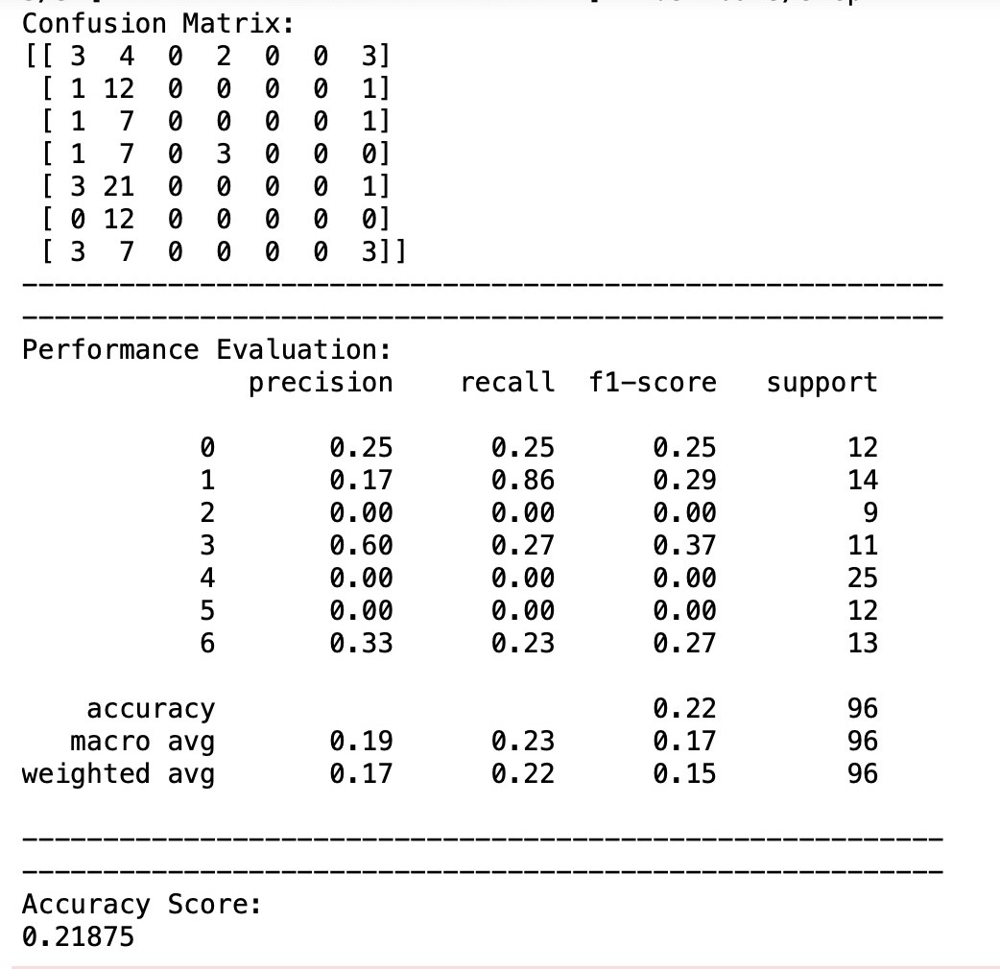 Confusion Matrix:
[[ 3  4  0  2  0  0  3]
 [ 1 12  0  0  0  0  1]
 [ 1  7  0  0  0  0  1]
 [ 1  7  0  3  0  0  0]
 [ 3 21  0  0  0  0  1]
 [ 0 12  0  0  0  0  0]
 [ 3  7  0  0  0  0  3]]
---------------------------------------------------------
---------------------------------------------------------
Performance Evaluation:
              precision    recall  f1-score   support

           0       0.25      0.25      0.25        12
           1       0.17      0.86      0.29        14
           2       0.00      0.00      0.00         9
           3       0.60      0.27      0.37        11
           4       0.00      0.00      0.00        25
           5       0.00      0.00      0.00        12
           6       0.33      0.23      0.27        13

    accuracy                           0.22        96
   macro avg       0.19      0.23      0.17        96
weighted avg       0.17      0.22      0.15        96

---------------------------------------------------------
---------------------------------------------------------
Accuracy Score:
0.21875